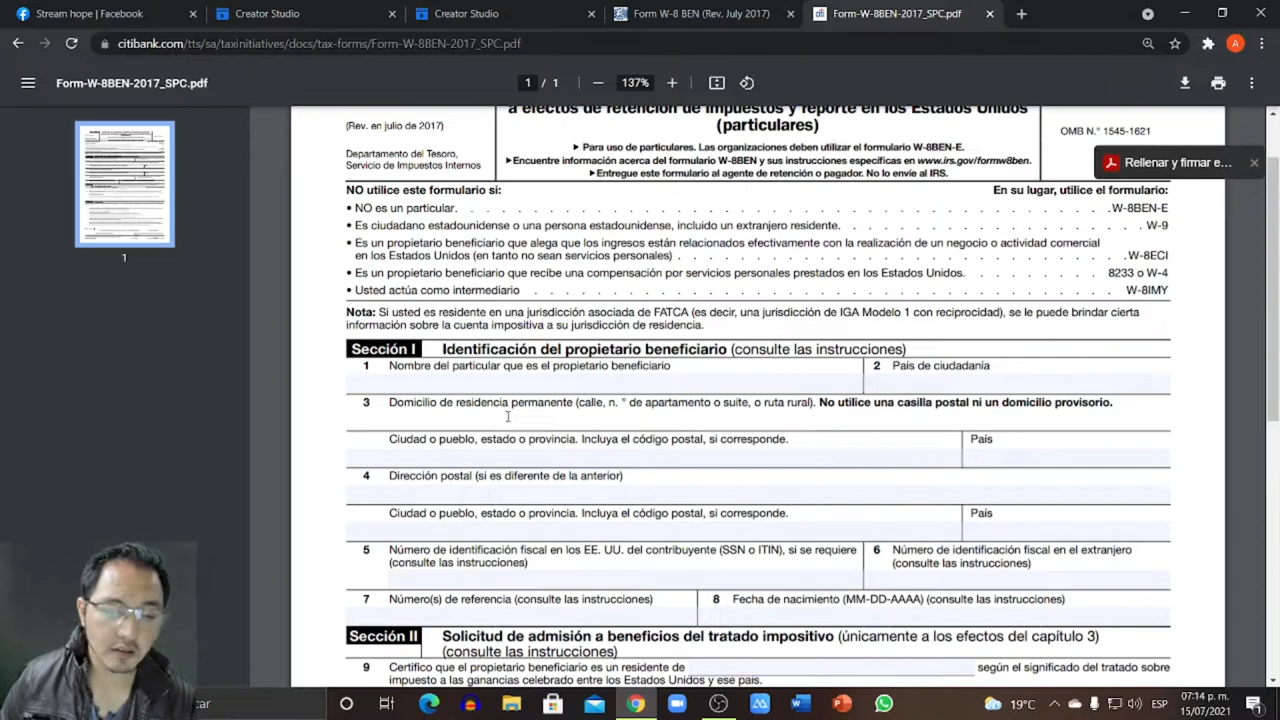 Stream hope | Facebook
Creator Studio
Creator Studio
Form W-8 BEN (Rev. July 2017)
Form-W-8BEN-2017_SPC.pdf
citibank.com/tts/sa/taxinitiatives/docs/tax-forms/Form-W-8BEN-2017_SPC.pdf
A
Form-W-8BEN-2017_SPC.pdf
1 / 1
137%
1
a efectos de retención de impuestos y reporte en los Estados Unidos
(particulares)
(Rev. en julio de 2017)
OMB N.° 1545-1621
Departamento del Tesoro,
Servicio de Impuestos Internos
▶ Para uso de particulares. Las organizaciones deben utilizar el formulario W-8BEN-E.
▶ Encuentre información acerca del formulario W-8BEN y sus instrucciones específicas en www.irs.gov/formw8ben.
▶ Entregue este formulario al agente de retención o pagador. No lo envíe al IRS.
Rellenar y firmar e...
NO utilice este formulario si: En su lugar, utilice el formulario:
• NO es un particular. . . . . . . . . . . . . . . . . . . . W-8BEN-E
• Es ciudadano estadounidense o una persona estadounidense, incluido un extranjero residente. . . . . . . . . W-9
• Es un propietario beneficiario que alega que los ingresos están relacionados efectivamente con la realización de un negocio o actividad comercial
en los Estados Unidos (en tanto no sean servicios personales) . . . . . . . . . . . . . W-8ECI
• Es un propietario beneficiario que recibe una compensación por servicios personales prestados en los Estados Unidos. . . . . . 8233 o W-4
• Usted actúa como intermediario . . . . . . . . . . . . . . . . . W-8IMY
Nota: Si usted es residente en una jurisdicción asociada de FATCA (es decir, una jurisdicción de IGA Modelo 1 con reciprocidad), se le puede brindar cierta
información sobre la cuenta impositiva a su jurisdicción de residencia.
Sección I Identificación del propietario beneficiario (consulte las instrucciones)
1 Nombre del particular que es el propietario beneficiario
2 País de ciudadanía
3 Domicilio de residencia permanente (calle, n. ° de apartamento o suite, o ruta rural). No utilice una casilla postal ni un domicilio provisorio.
Ciudad o pueblo, estado o provincia. Incluya el código postal, si corresponde.
País
4 Dirección postal (si es diferente de la anterior)
Ciudad o pueblo, estado o provincia. Incluya el código postal, si corresponde.
País
5 Número de identificación fiscal en los EE. UU. del contribuyente (SSN o ITIN), si se requiere
(consulte las instrucciones)
6 Número de identificación fiscal en el extranjero
(consulte las instrucciones)
7 Número(s) de referencia (consulte las instrucciones)
8 Fecha de nacimiento (MM-DD-AAAA) (consulte las instrucciones)
Sección II Solicitud de admisión a beneficios del tratado impositivo (únicamente a los efectos del capítulo 3)
(consulte las instrucciones)
9 Certifico que el propietario beneficiario es un residente de según el significado del tratado sobre
impuesto a las ganancias celebrado entre los Estados Unidos y ese país.
car
19°C
ESP
07:14 p. m.
15/07/2021
1